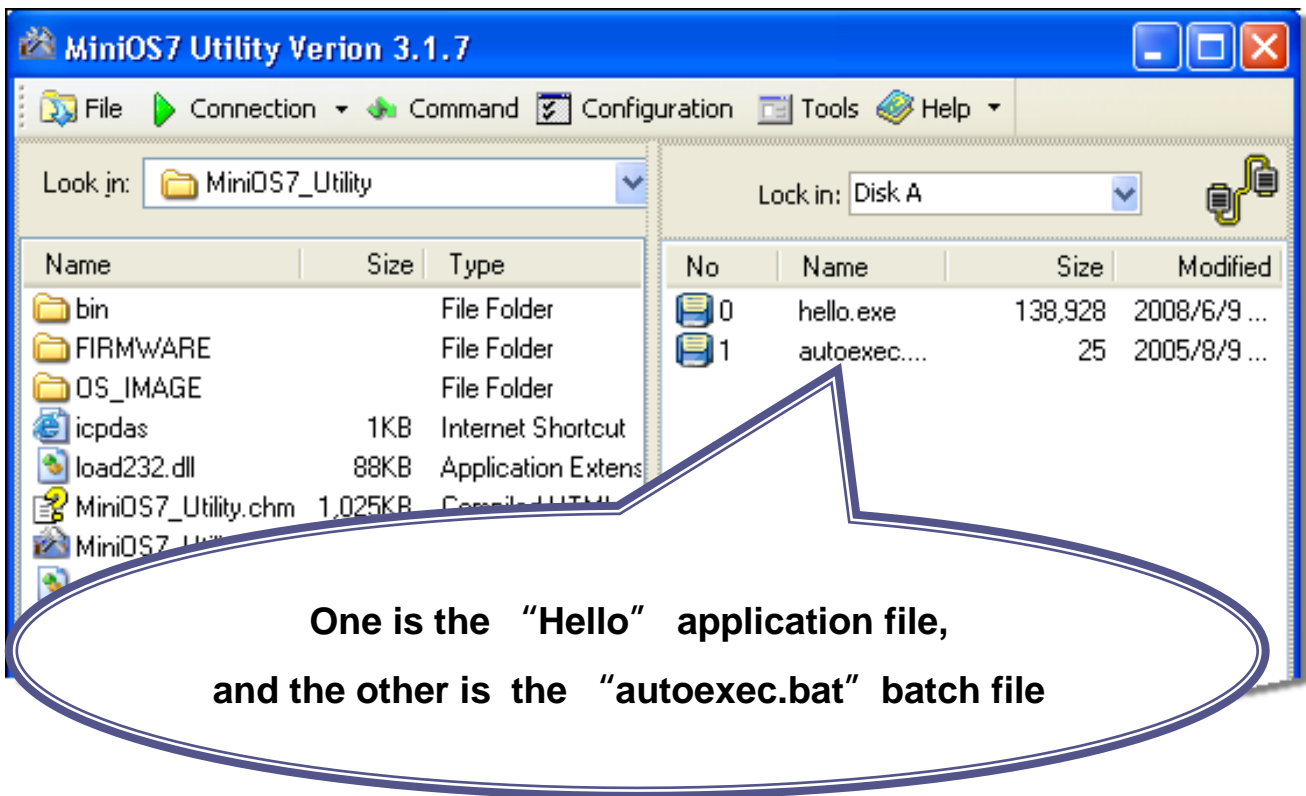 MiniOS7 Utility Verion 3.1.7
File Connection Command Configuration Tools Help
Look in: MiniOS7_Utility
Lock in: Disk A
Name Size Type
bin File Folder
FIRMWARE File Folder
OS_IMAGE File Folder
icpdas 1KB Internet Shortcut
load232.dll 88KB Application Extens
MiniOS7_Utility.chm 1,025KB Compiled HTML
MiniOS7_Utili
No Name Size Modified
0 hello.exe 138,928 2008/6/9 ...
1 autoexec.... 25 2005/8/9 ...
One is the “Hello” application file,
and the other is the “autoexec.bat” batch file